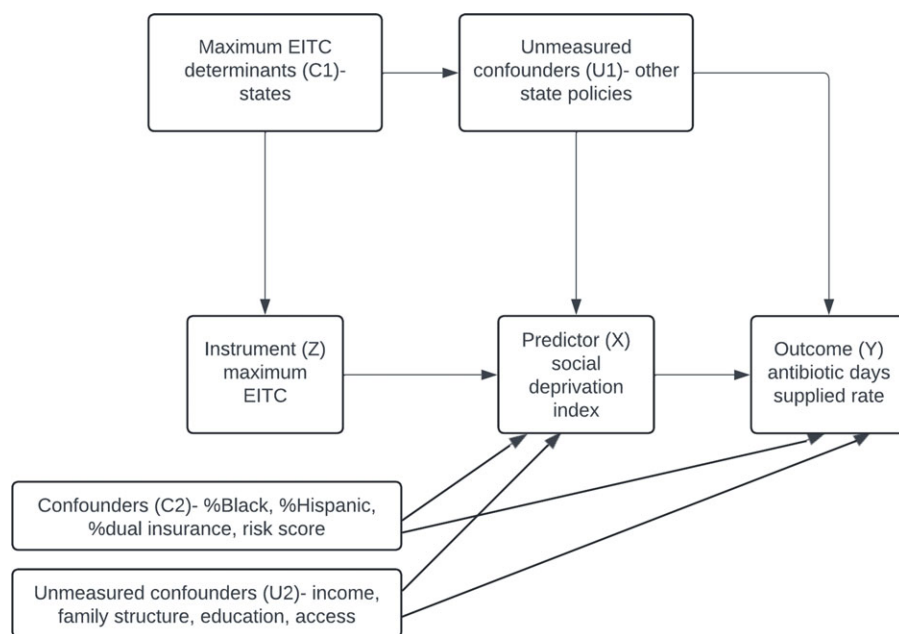 Maximum EITC
determinants (C1)-
states
Unmeasured
confounders (U1)- other
state policies
Instrument (Z)
maximum
EITC
Predictor (X)
social
deprivation
index
Outcome (Y)
antibiotic days
supplied rate
Confounders (C2)- %Black, %Hispanic,
%dual insurance, risk score
Unmeasured confounders (U2)- income,
family structure, education, access